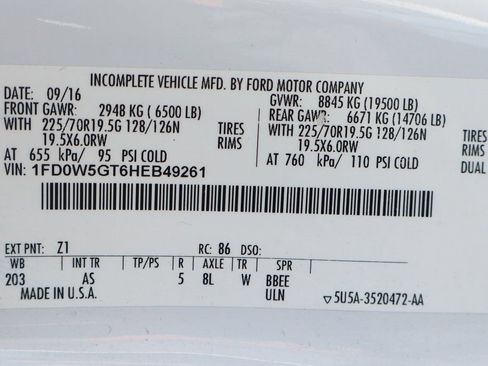 INCOMPLETE VEHICLE MFD. BY FORD MOTOR COMPANY
DATE: 09/16 GVWR: 8845 KG (19500 LB)
FRONT GAWR: 2948 KG ( 6500 LB) REAR GAWR: 6671 KG (14706 LB)
WITH 225/70R19.5G 128/126N TIRES WITH 225/70R19.5G 128/126N TIRES
19.5X6.0RW RIMS 19.5X6.0RW RIMS
AT 655 kPa/ 95 PSI COLD AT 760 kPa/ 110 PSI COLD DUAL
VIN: 1FD0W5GT6HEB49261
EXT PNT: Z1 RC: 86 DSO:
WB INT TR TP/PS R AXLE TR SPR
203 AS 5 8L W BBEE
MADE IN U.S.A. ULN ▽5U5A-3520472-AA